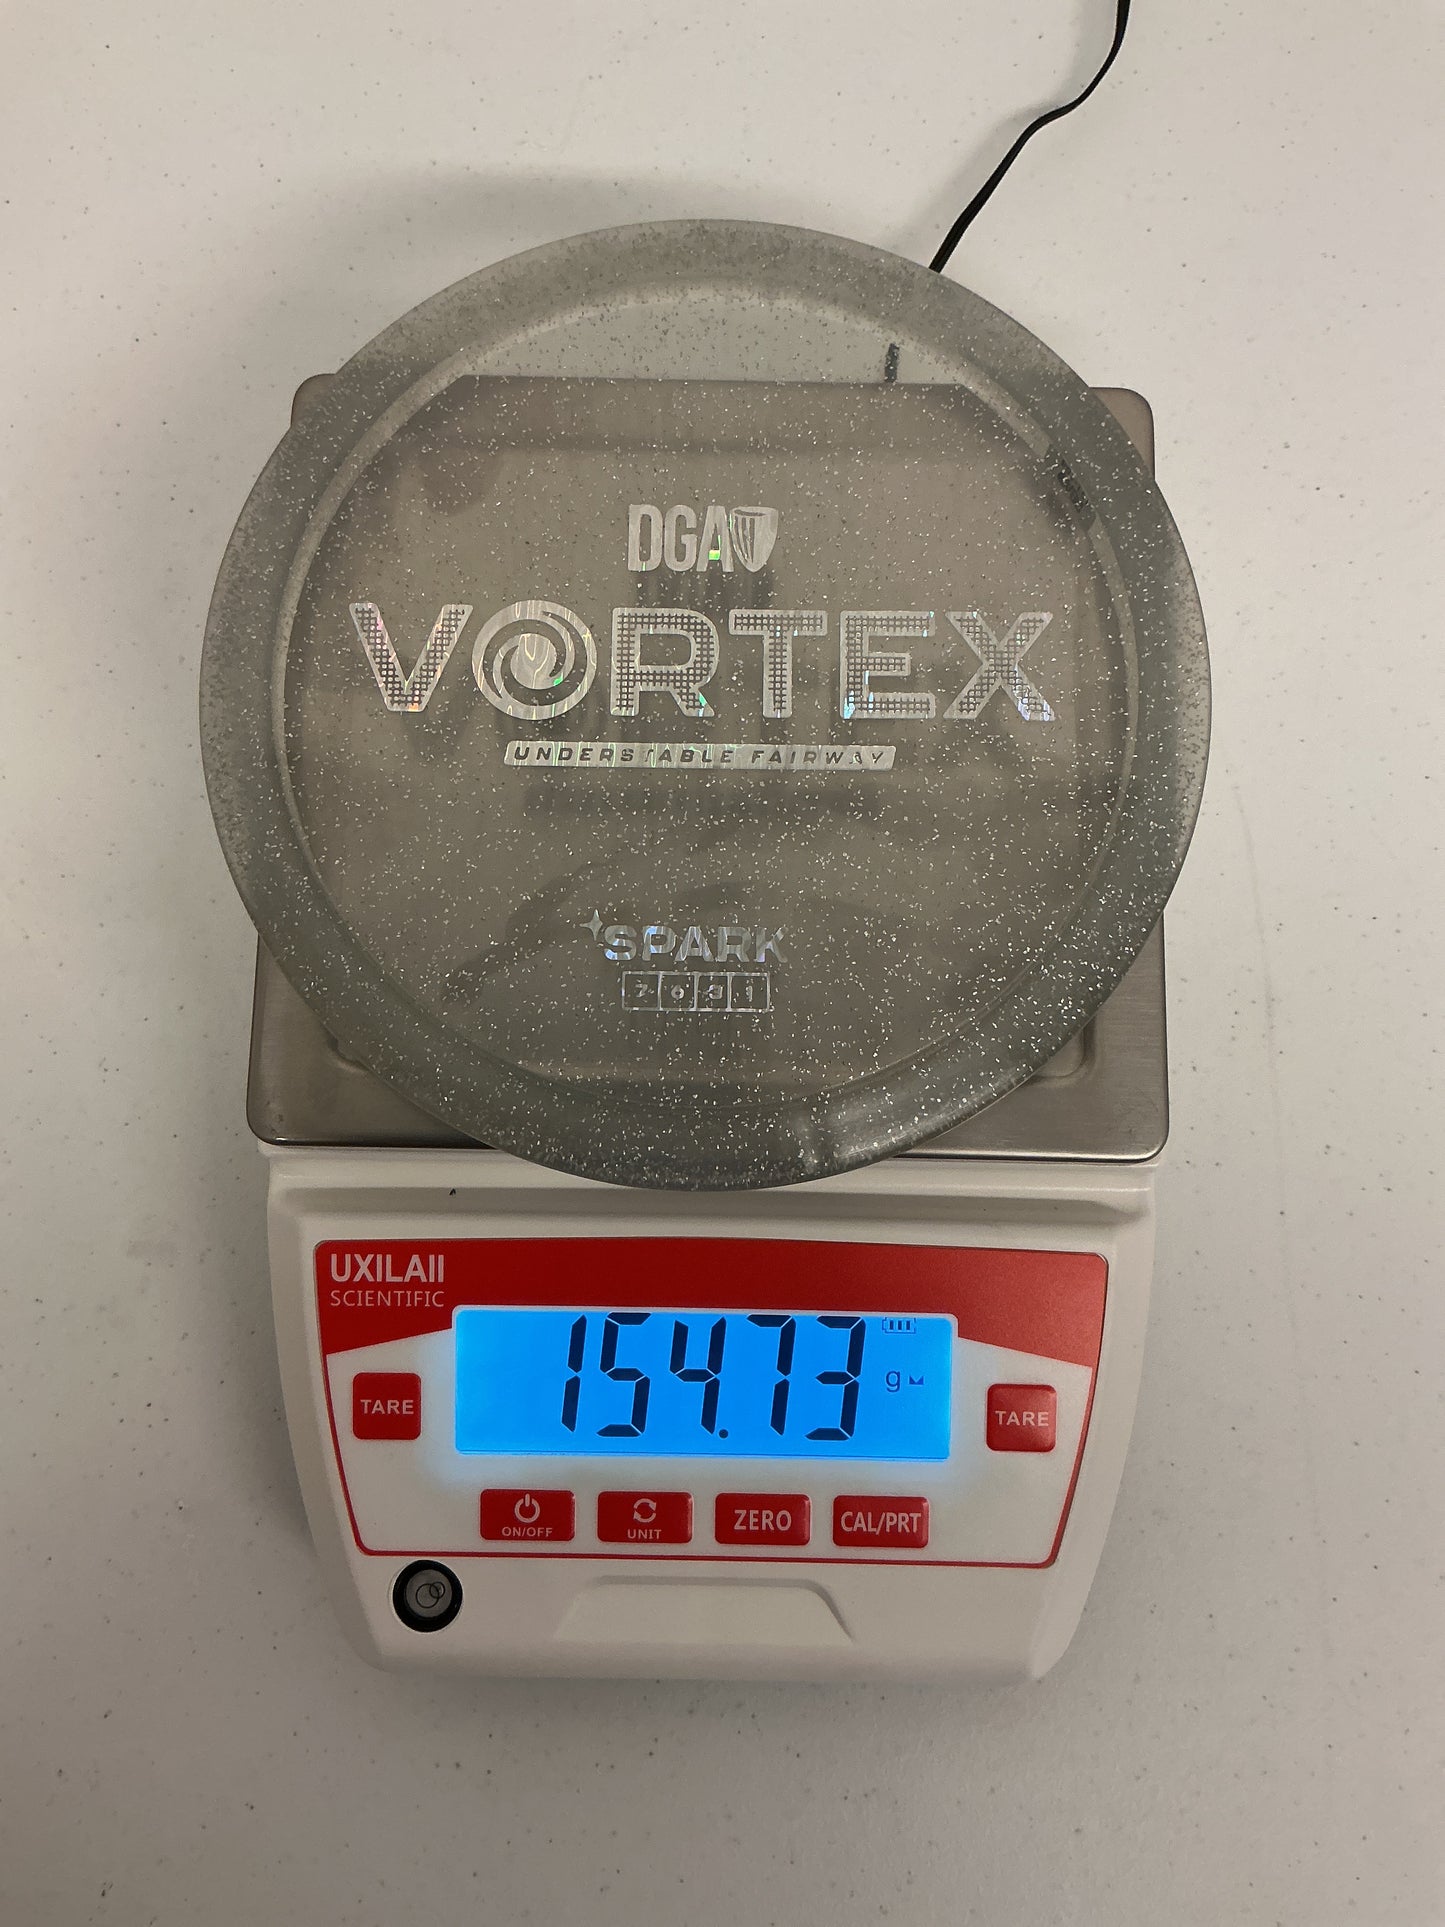 DGA
VORTEX
UNDERSTABLE FAIRWAY
SPARK
7 6 -3 1
UXILAII
SCIENTIFIC
154.73 g
TARE
TARE
ON/OFF
UNIT
ZERO
CAL/PRT